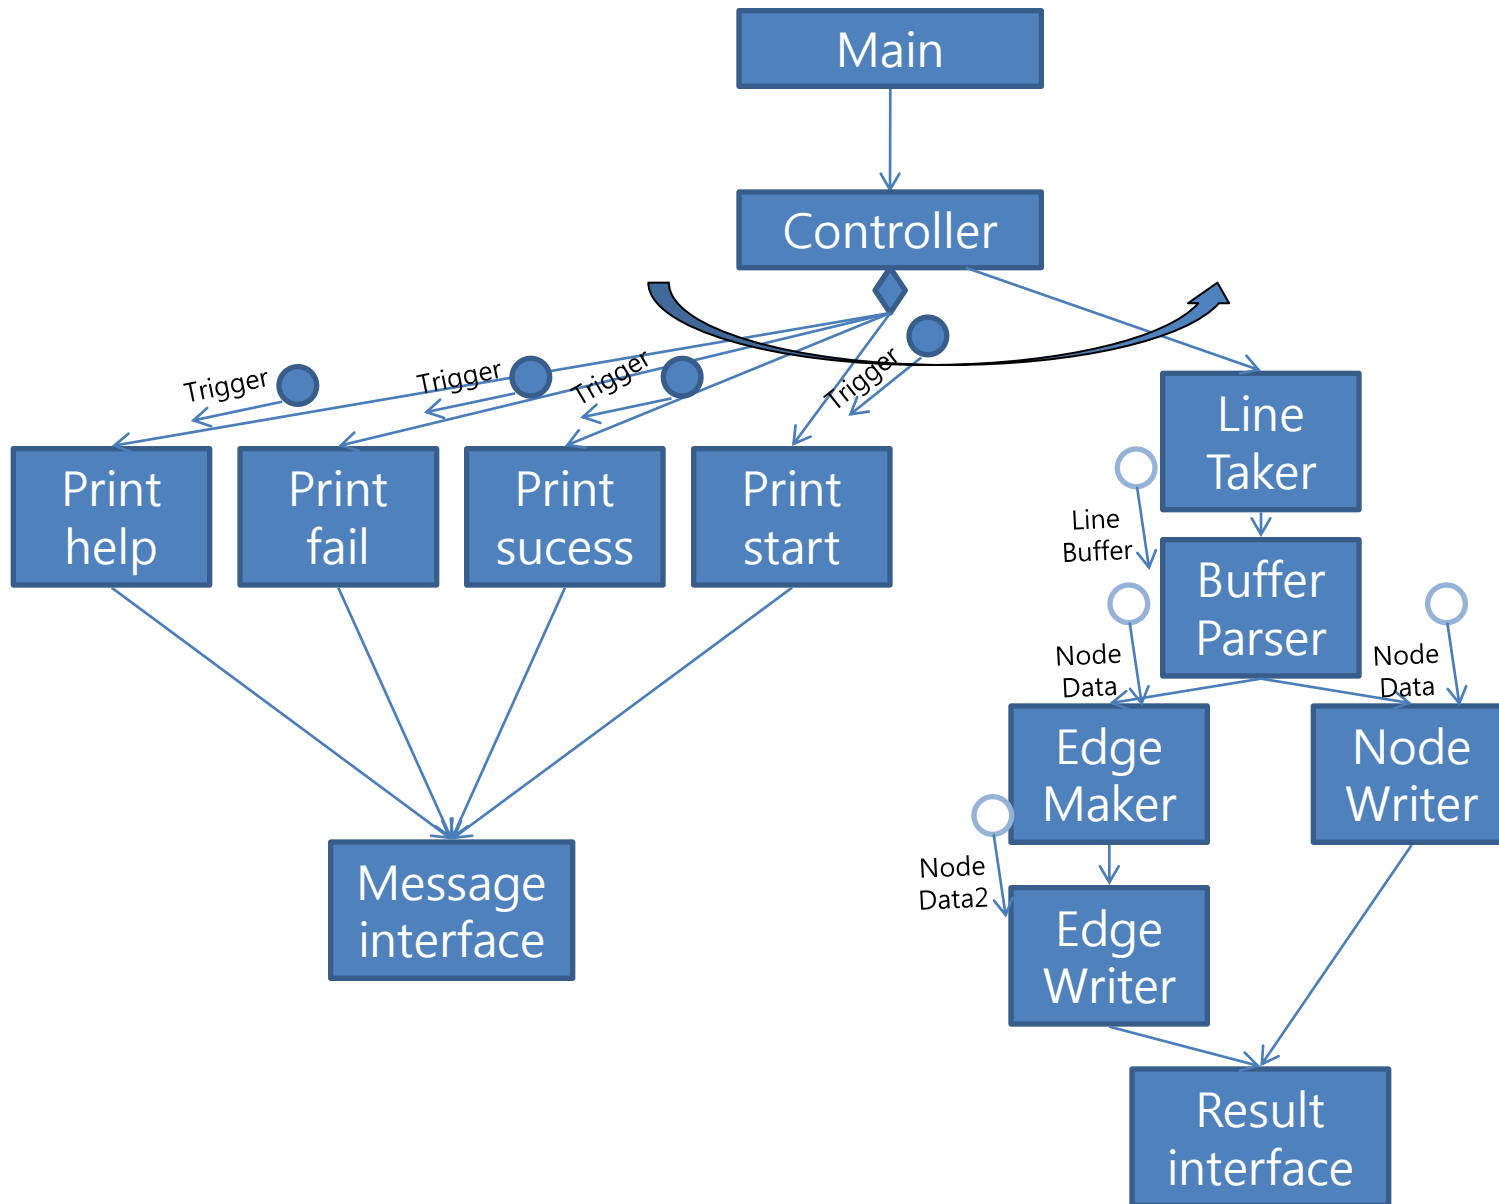 Main
Controller
Trigger
Trigger
Trigger
Trigger
Print
help
Print
fail
Print
sucess
Print
start
Line
Taker
Line
Buffer
Buffer
Parser
Node
Data
Node
Data
Edge
Maker
Node
Writer
Node
Data2
Message
interface
Edge
Writer
Result
interface